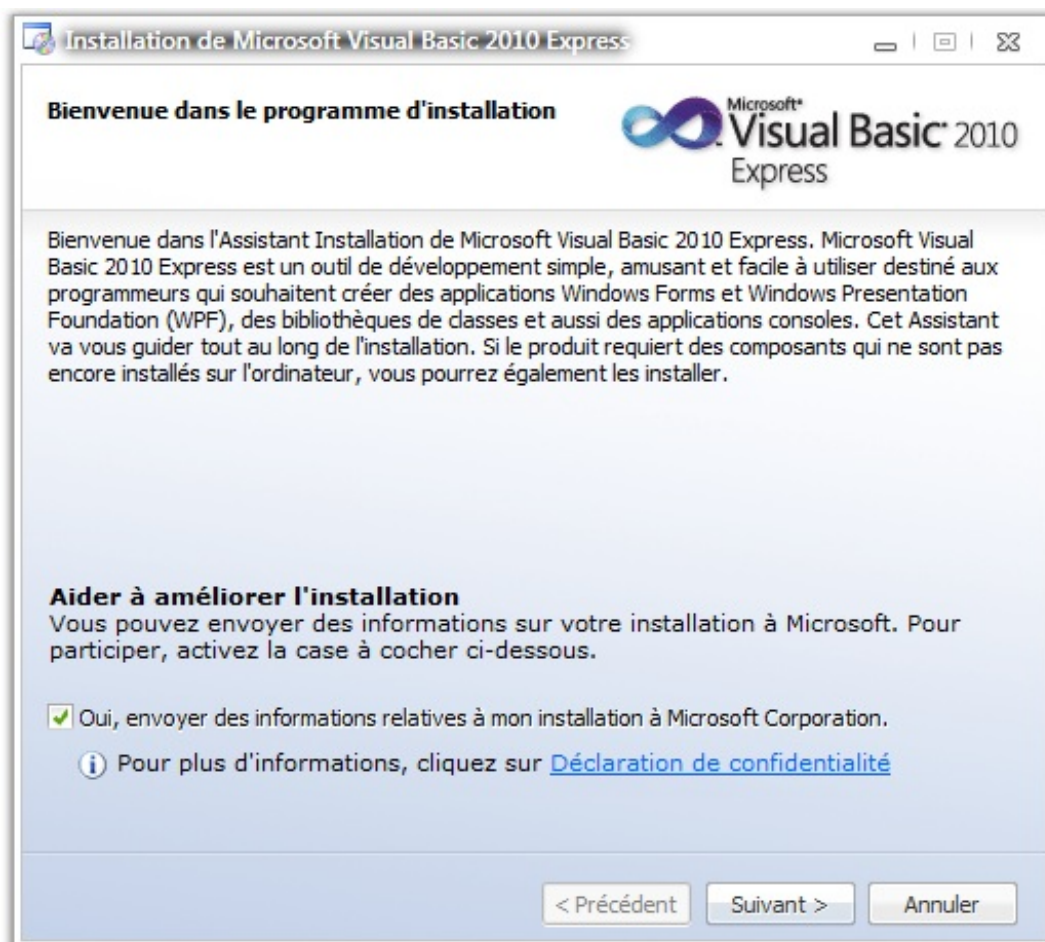 Installation de Microsoft Visual Basic 2010 Express
Bienvenue dans le programme d'installation
Microsoft®
Visual Basic® 2010
Express
Bienvenue dans l'Assistant Installation de Microsoft Visual Basic 2010 Express. Microsoft Visual
Basic 2010 Express est un outil de développement simple, amusant et facile à utiliser destiné aux
programmeurs qui souhaitent créer des applications Windows Forms et Windows Presentation
Foundation (WPF), des bibliothèques de classes et aussi des applications consoles. Cet Assistant
va vous guider tout au long de l'installation. Si le produit requiert des composants qui ne sont pas
encore installés sur l'ordinateur, vous pourrez également les installer.
Aider à améliorer l'installation
Vous pouvez envoyer des informations sur votre installation à Microsoft. Pour
participer, activez la case à cocher ci-dessous.
Oui, envoyer des informations relatives à mon installation à Microsoft Corporation.
Pour plus d'informations, cliquez sur Déclaration de confidentialité
< Précédent Suivant > Annuler